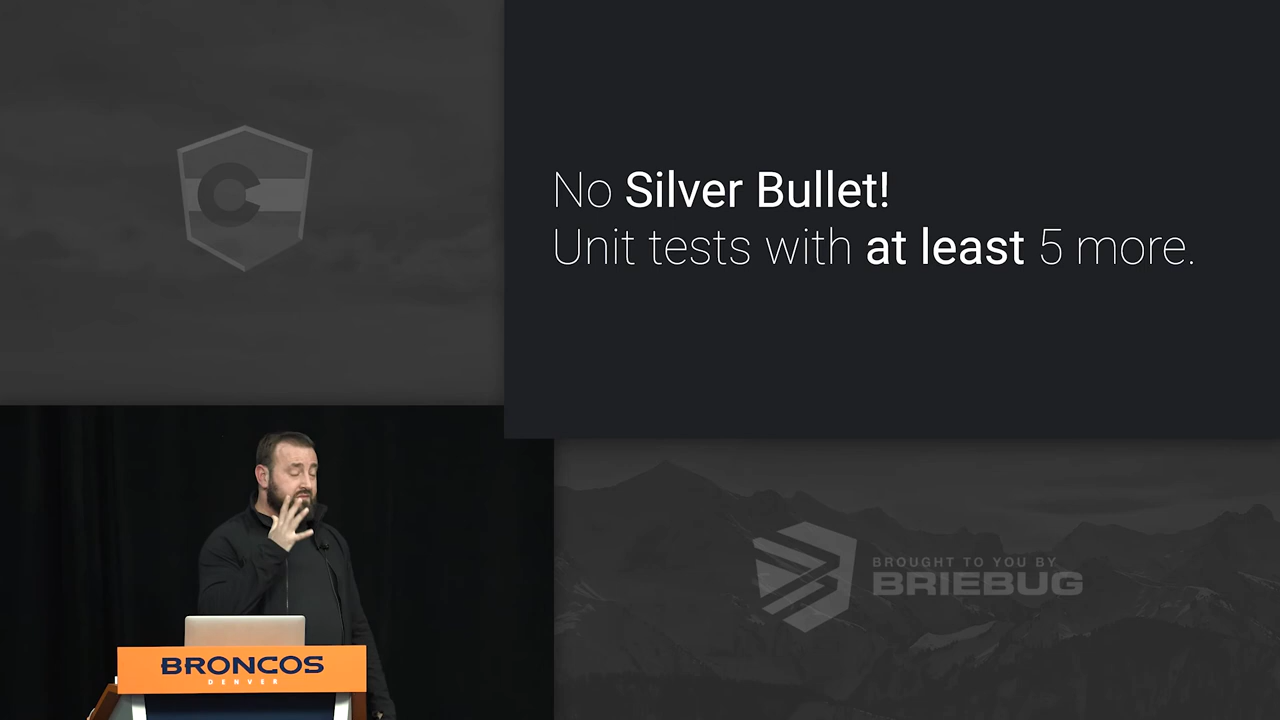 No Silver Bullet!
Unit tests with at least 5 more.
BROUGHT TO YOU BY
BRIEBUG
BRONCOS
DENVER